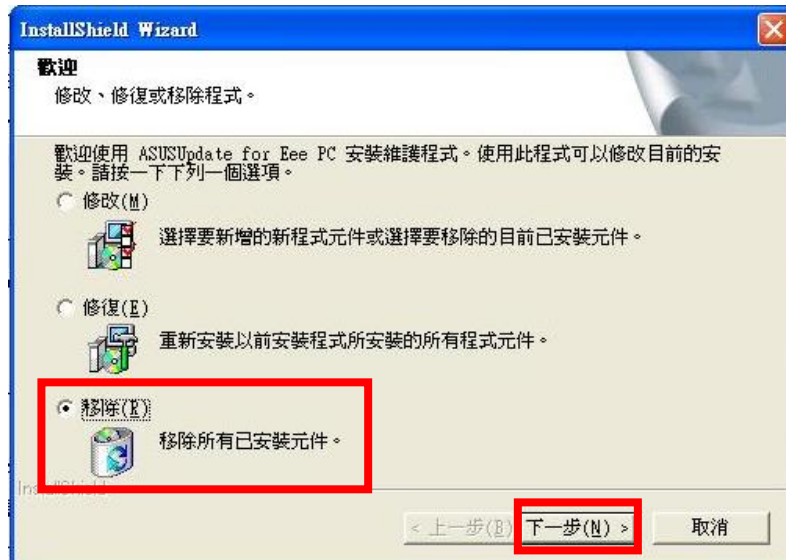 InstallShield Wizard
歡迎
修改、修復或移除程式。
歡迎使用 ASUSUpdate for Eee PC 安裝維護程式。使用此程式可以修改目前的安
裝。請按一下下列一個選項。
修改(M)
選擇要新增的新程式元件或選擇要移除的目前已安裝元件。
修復(E)
重新安裝以前安裝程式所安裝的所有程式元件。
移除(R)
移除所有已安裝元件。
InstallShield
< 上一步(B) 下一步(N) > 取消